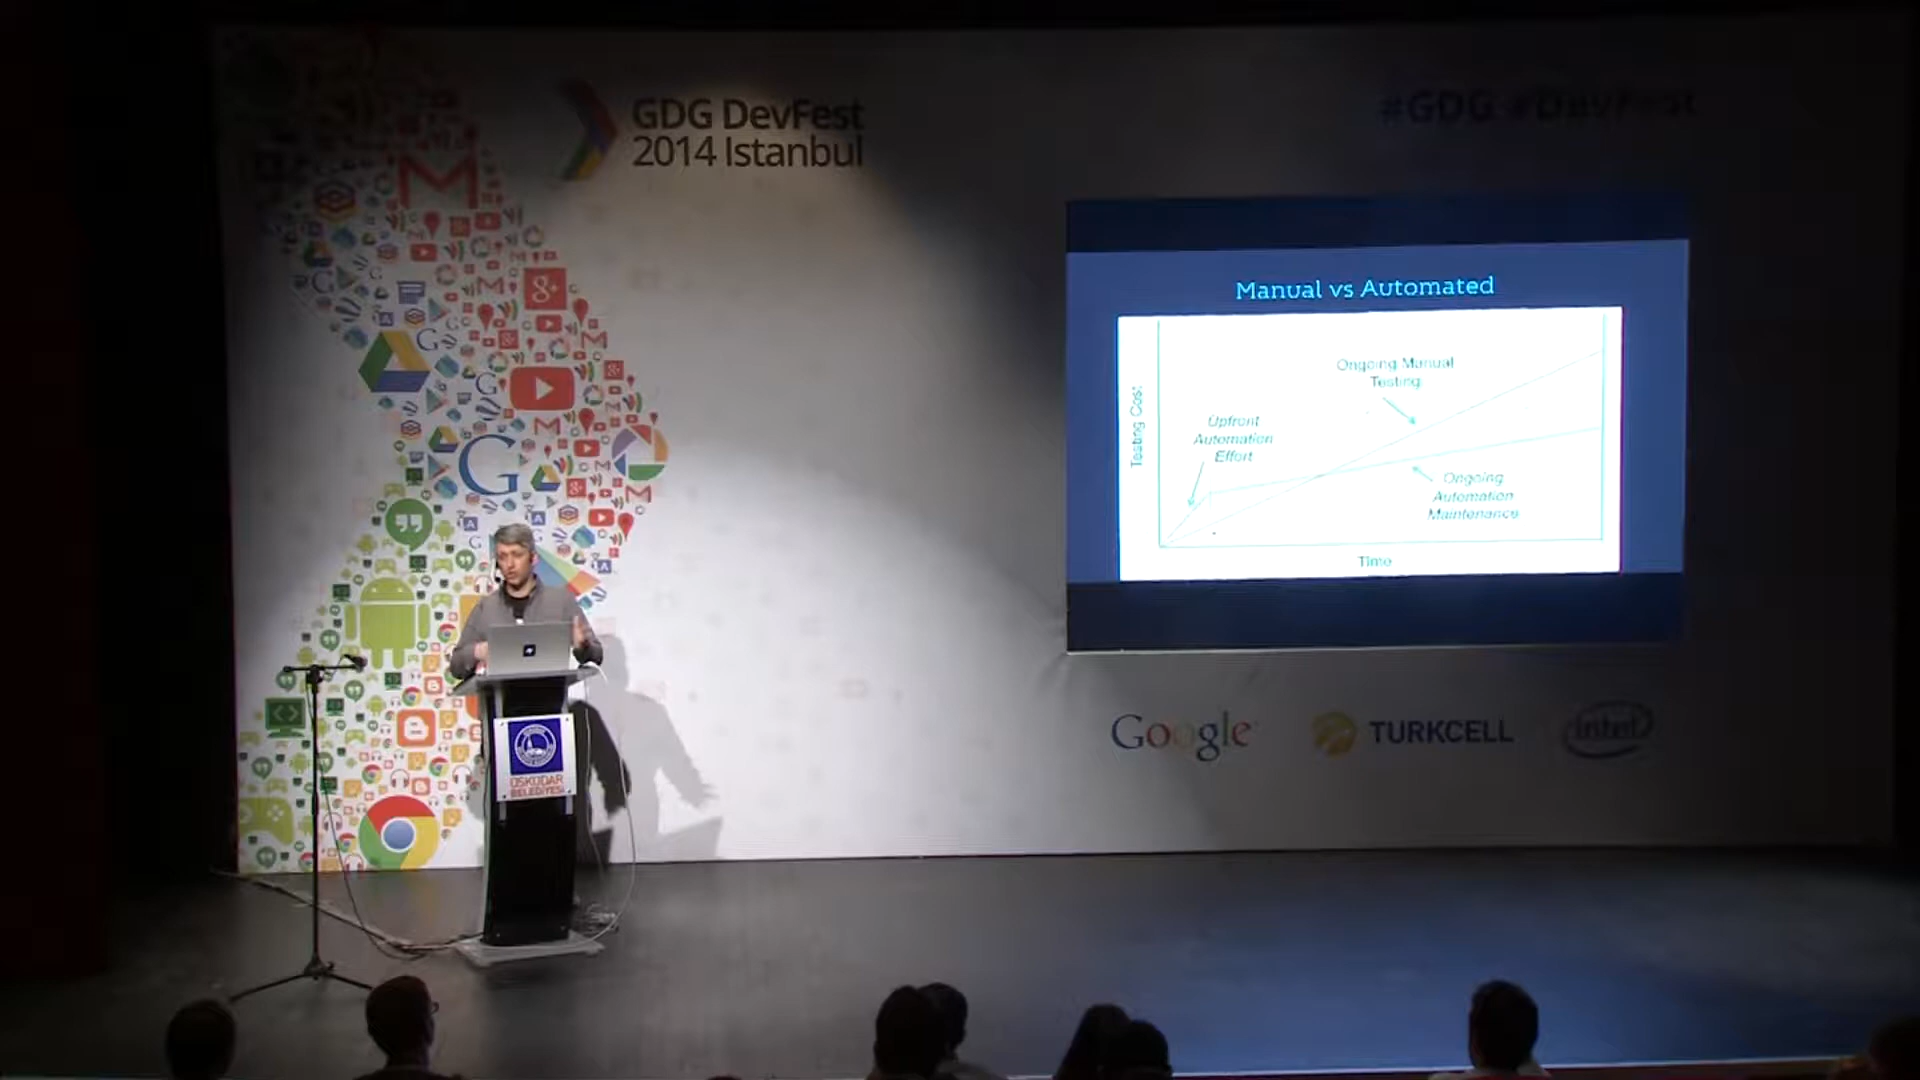 GDG DevFest
2014 Istanbul
#GDG #DevFest
Manual vs Automated
Ongoing Manual
Testing
Upfront
Automation
Effort
Testing Cost
Ongoing
Automation
Maintenance
Time
Google
TURKCELL
intel
ÜSKÜDAR
BELEDİYESİ